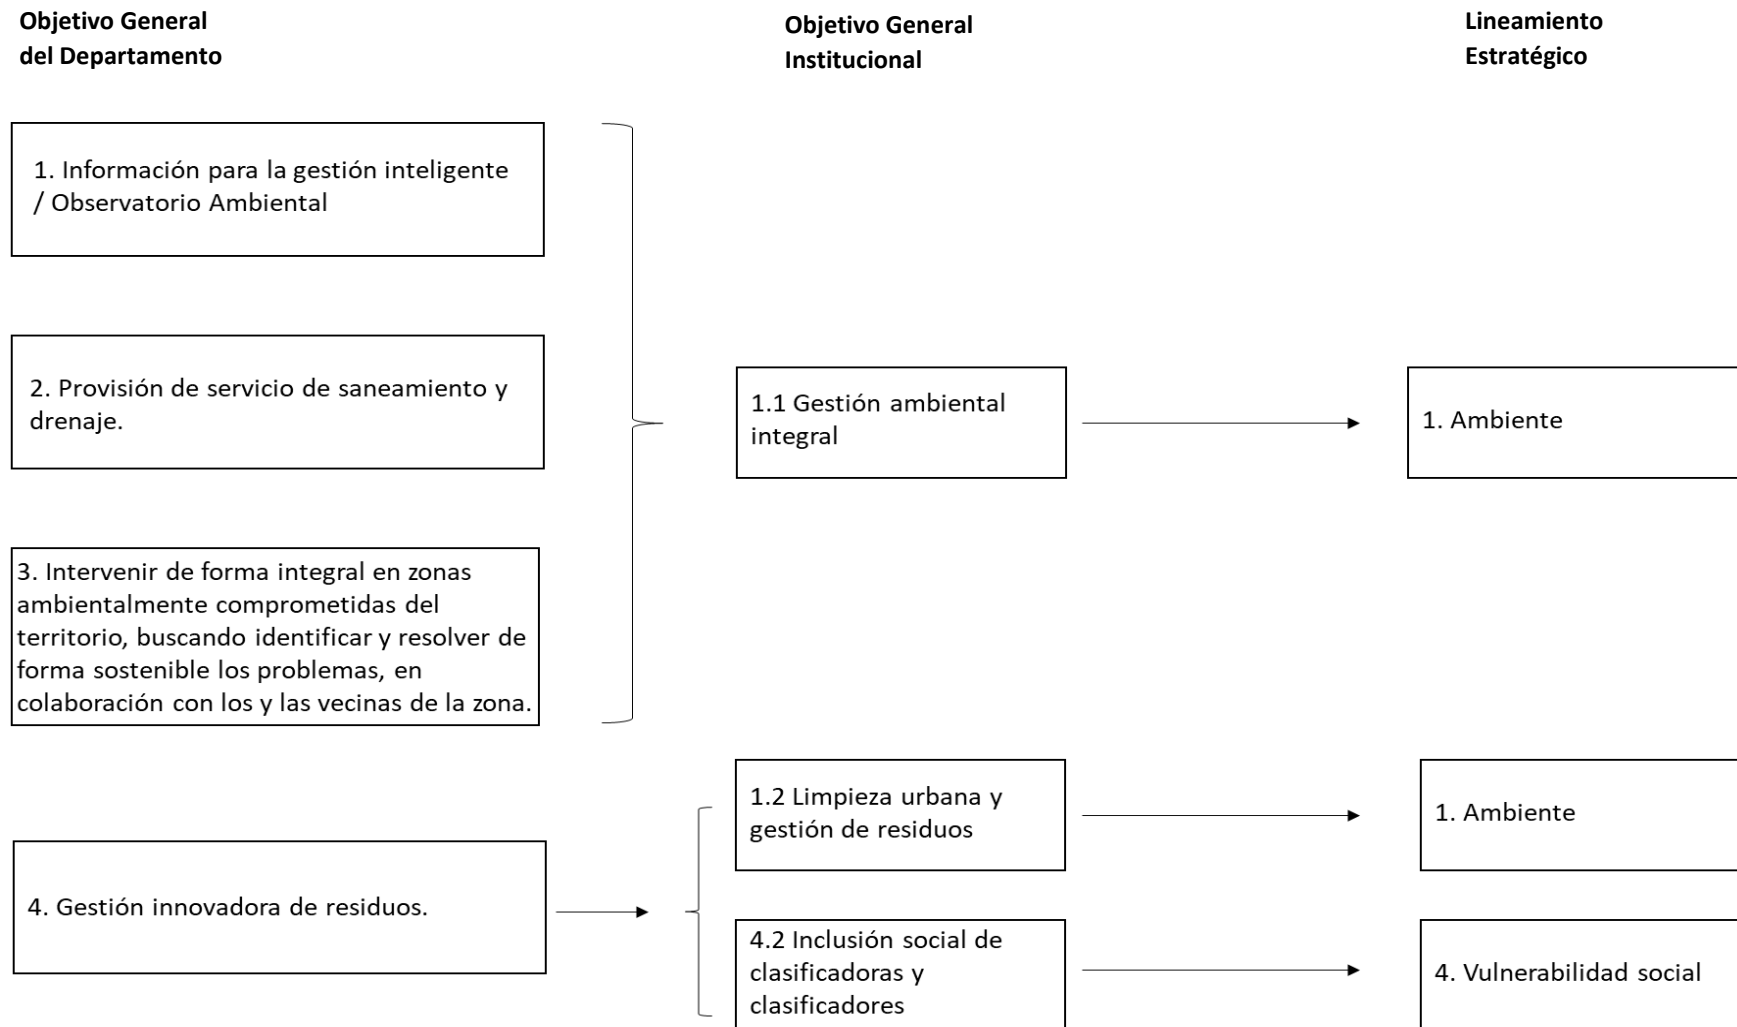 Objetivo General
del Departamento
Objetivo General
Institucional
Lineamiento
Estratégico
1. Información para la gestión inteligente
/ Observatorio Ambiental
2. Provisión de servicio de saneamiento y
drenaje.
3. Intervenir de forma integral en zonas
ambientalmente comprometidas del
territorio, buscando identificar y resolver de
forma sostenible los problemas, en
colaboración con los y las vecinas de la zona.
1.1 Gestión ambiental
integral
1. Ambiente
4. Gestión innovadora de residuos.
1.2 Limpieza urbana y
gestión de residuos
1. Ambiente
4.2 Inclusión social de
clasificadoras y
clasificadores
4. Vulnerabilidad social